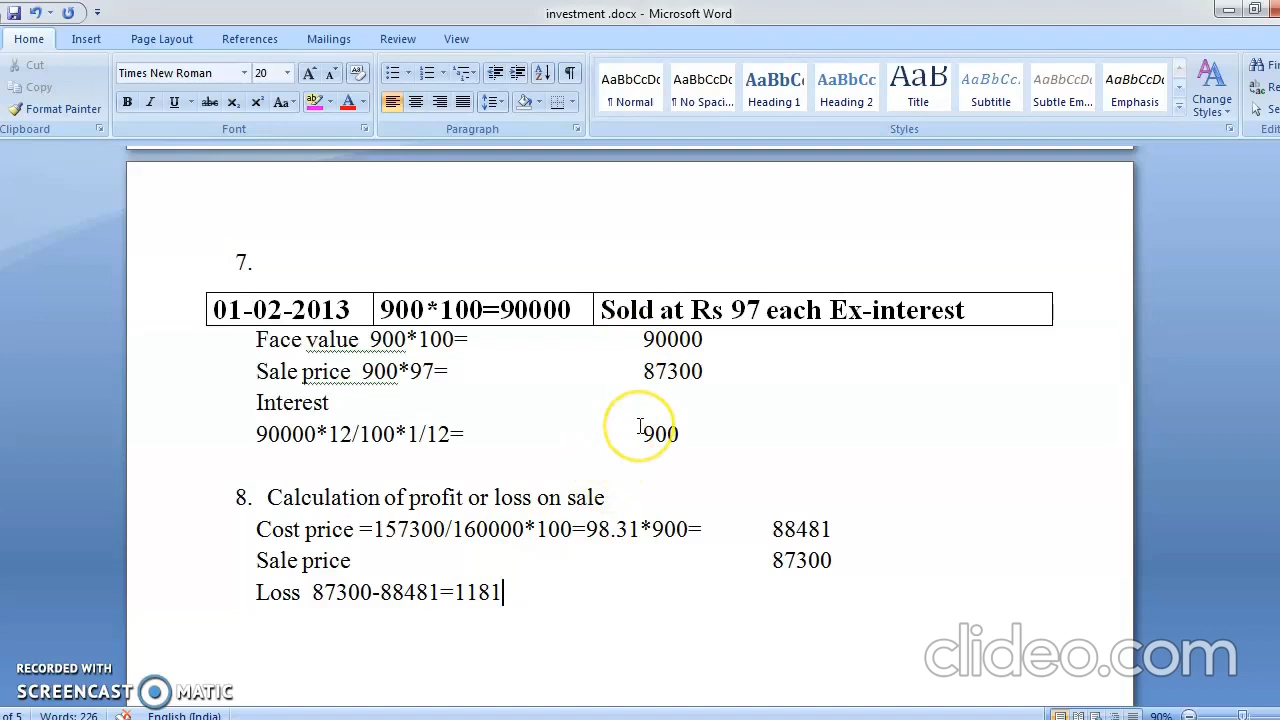 investment .docx - Microsoft Word
Home Insert Page Layout References Mailings Review View
Cut
Copy
Format Painter
Times New Roman 20
AaBbCcDc AaBbCcDc AaBbC AaBbCc AaB AaBbCc. AaBbCcDc AaBbCcDc
¶ Normal ¶ No Spaci... Heading 1 Heading 2 Title Subtitle Subtle Em... Emphasis
Change
Styles
Clipboard Font Paragraph Styles
7.
01-02-2013 900*100=90000 Sold at Rs 97 each Ex-interest
Face value 900*100= 90000
Sale price 900*97= 87300
Interest
90000*12/100*1/12= 900
8. Calculation of profit or loss on sale
Cost price =157300/160000*100=98.31*900= 88481
Sale price 87300
Loss 87300-88481=1181
clideo.com
RECORDED WITH
SCREENCAST MATIC
of 5 Words: 226 English (India) 90%